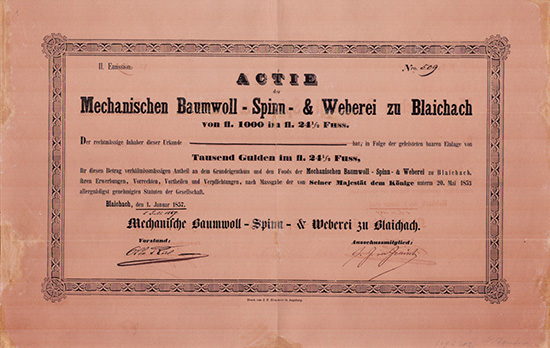 II. Emission.
Nro. 509
ACTIE
der
Mechanischen Baumwoll-Spinn- & Weberei zu Blaichach
von fl. 1000 im fl. 24½ Fuss.
Der rechtmässige Inhaber dieser Urkunde hat, in Folge der geleisteten baaren Einlage von
Tausend Gulden im fl. 24½ Fuss,
für diesen Betrag verhältnissmässigen Antheil an dem Grundeigenthum und den Fonds der Mechanischen Baumwoll-Spinn- & Weberei zu Blaichach,
ihren Erwerbungen, Vorrechten, Vortheilen und Verpflichtungen, nach Massgabe der von Seiner Majestät dem Könige unterm 20. Mai 1853
allergnädigst genehmigten Statuten der Gesellschaft.
Blaichach, den 1. Januar 1857.
Mechanische Baumwoll-Spinn- & Weberei zu Blaichach.
Vorstand:
Ausschussmitglied: